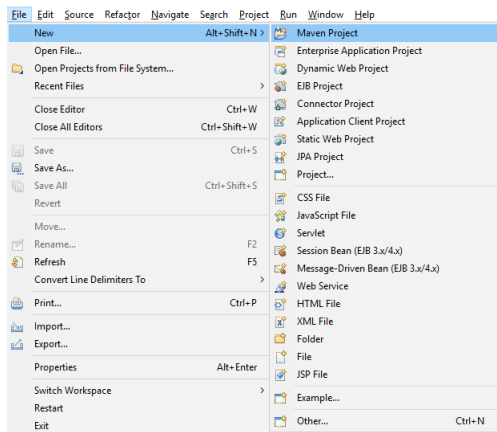 File Edit Source Refactor Navigate Search Project Run Window Help
New Alt+Shift+N >
Open File...
Open Projects from File System...
Recent Files >
Close Editor Ctrl+W
Close All Editors Ctrl+Shift+W
Save Ctrl+S
Save As...
Save All Ctrl+Shift+S
Revert
Move...
Rename... F2
Refresh F5
Convert Line Delimiters To >
Print... Ctrl+P
Import...
Export...
Properties Alt+Enter
Switch Workspace >
Restart
Exit
Maven Project
Enterprise Application Project
Dynamic Web Project
EJB Project
Connector Project
Application Client Project
Static Web Project
JPA Project
Project...
CSS File
JavaScript File
Servlet
Session Bean (EJB 3.x/4.x)
Message-Driven Bean (EJB 3.x/4.x)
Web Service
HTML File
XML File
Folder
File
JSP File
Example...
Other... Ctrl+N